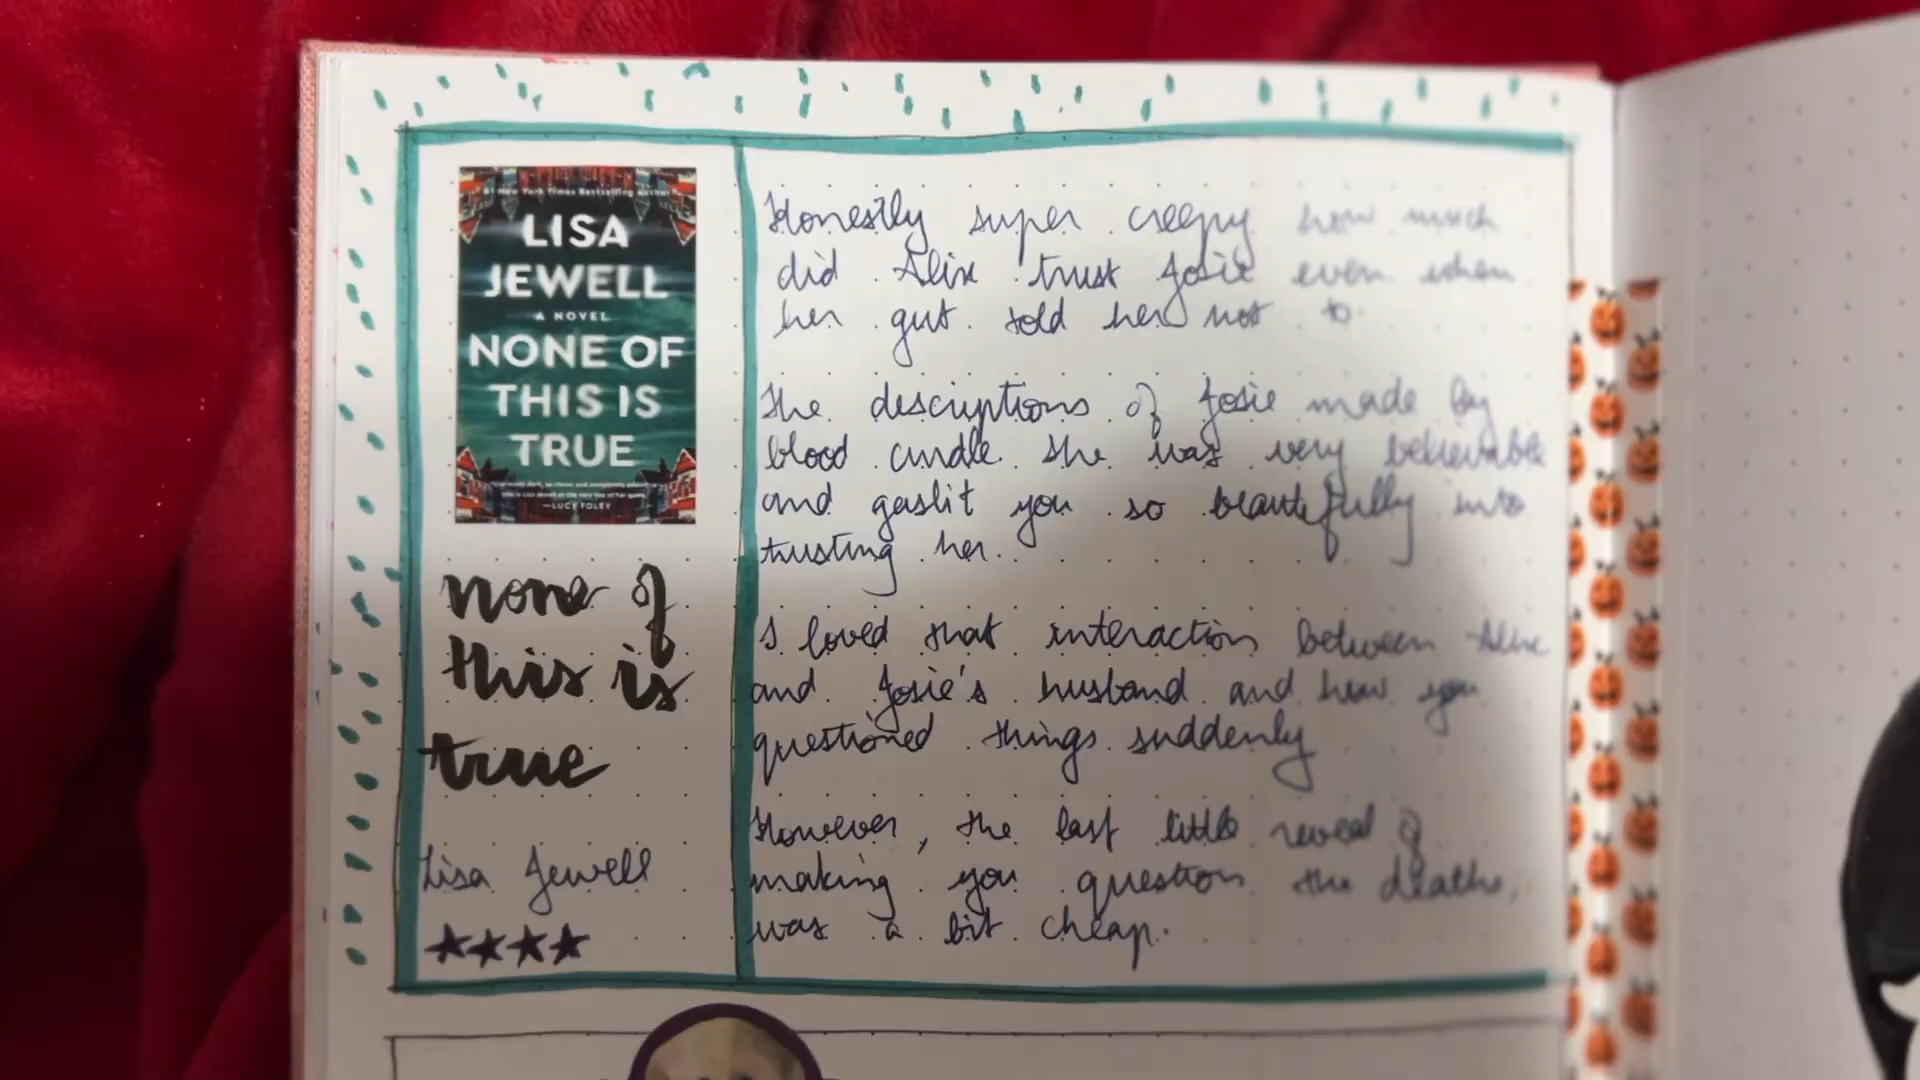 #1 New York Times Bestselling Author
LISA
JEWELL
A NOVEL
NONE OF
THIS IS
TRUE
—LUCY FOLEY
none of
this is
true
Lisa Jewell
Honestly super creepy how much
did Alix trust Josie even when
her gut told her not to.
The descriptions of Josie made by
blood curdle. She was very believable
and gaslit you so beautifully into
trusting her.
I loved that interaction between Alix
and Josie's husband and how you
questioned things suddenly
However, the last little reveal of
making you question the deaths,
was a bit cheap.